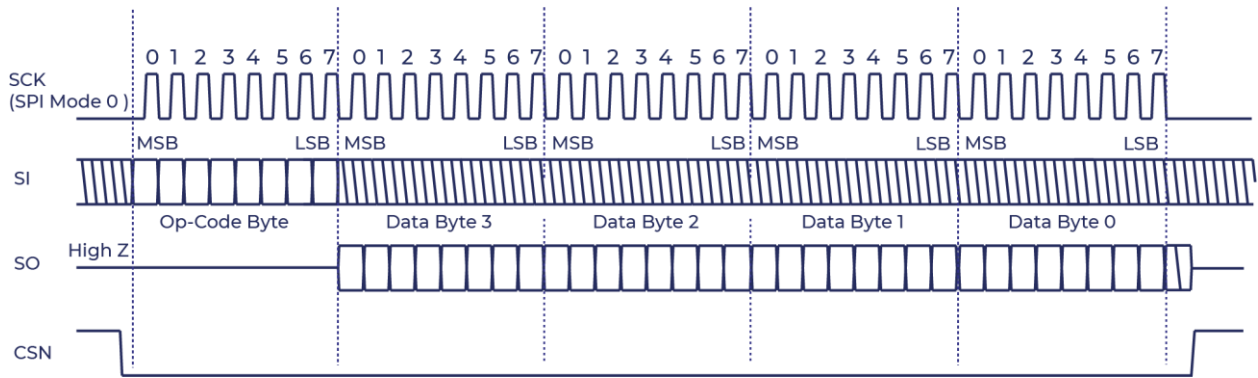 0 1 2 3 4 5 6 7 0 1 2 3 4 5 6 7 0 1 2 3 4 5 6 7 0 1 2 3 4 5 6 7 0 1 2 3 4 5 6 7
SCK
(SPI Mode 0 )
MSB LSB MSB LSB MSB LSB MSB LSB MSB LSB
SI
Op-Code Byte Data Byte 3 Data Byte 2 Data Byte 1 Data Byte 0
High Z
SO
CSN